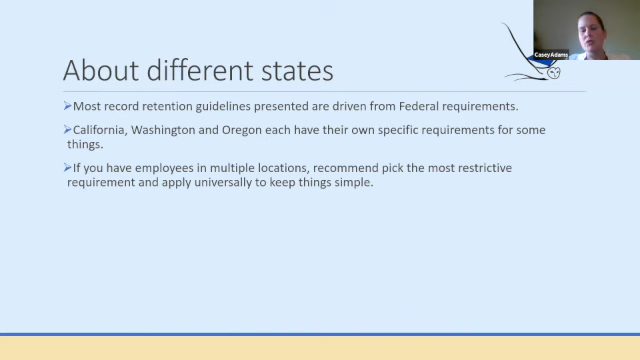 Casey Adams
About different states
Most record retention guidelines presented are driven from Federal requirements.
California, Washington and Oregon each have their own specific requirements for some
things.
If you have employees in multiple locations, recommend pick the most restrictive
requirement and apply universally to keep things simple.